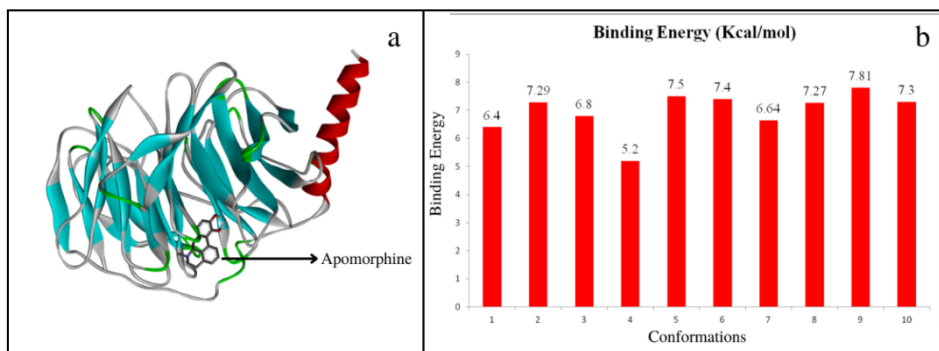 a
Apomorphine
b
Binding Energy (Kcal/mol)
Binding Energy
9
8
7
6
5
4
3
2
1
0
6.4
7.29
6.8
5.2
7.5
7.4
6.64
7.27
7.81
7.3
1 2 3 4 5 6 7 8 9 10
Conformations